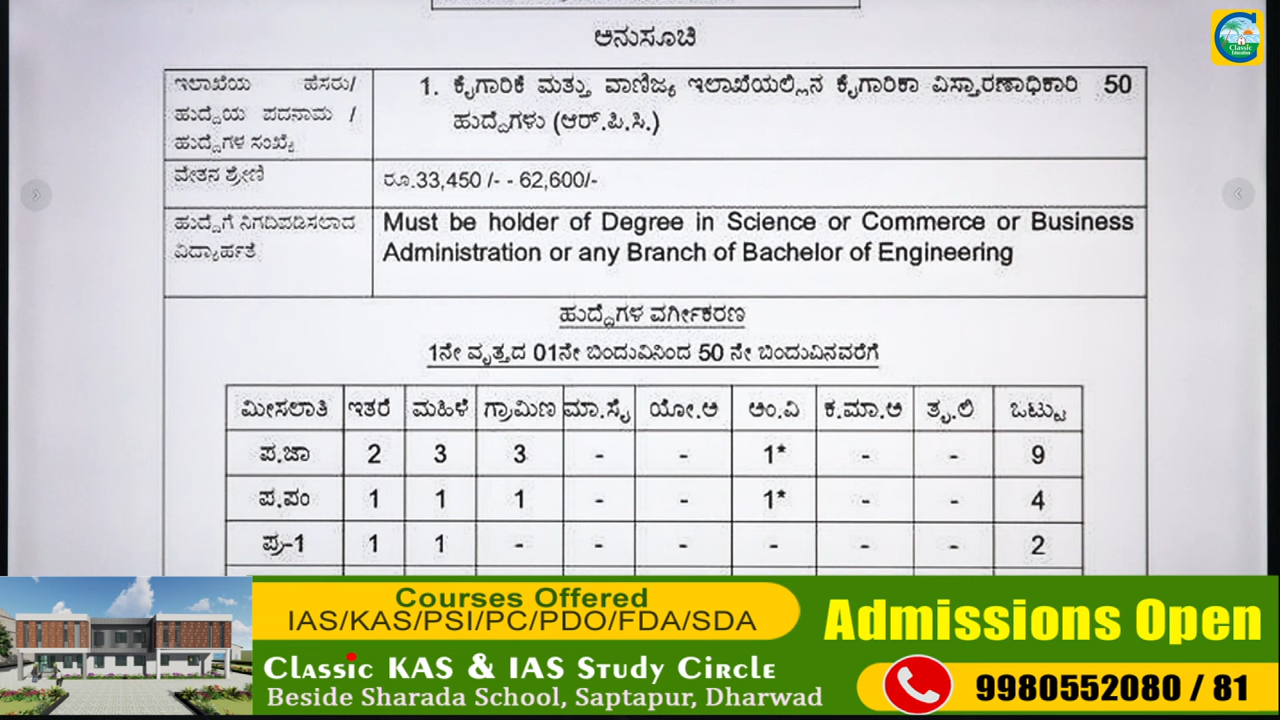 ಅನುಸೂಚಿ
Classic
Education
ಇಲಾಖೆಯ ಹೆಸರು/
ಹುದ್ದೆಯ ಪದನಾಮ /
ಹುದ್ದೆಗಳ ಸಂಖ್ಯೆ
1. ಕೈಗಾರಿಕೆ ಮತ್ತು ವಾಣಿಜ್ಯ ಇಲಾಖೆಯಲ್ಲಿನ ಕೈಗಾರಿಕಾ ವಿಸ್ತಾರಣಾಧಿಕಾರಿ 50
ಹುದ್ದೆಗಳು (ಆರ್.ಪಿ.ಸಿ.)
ವೇತನ ಶ್ರೇಣಿ
ರೂ.33,450 /- - 62,600/-
ಹುದ್ದೆಗೆ ನಿಗದಿಪಡಿಸಲಾದ
ವಿದ್ಯಾರ್ಹತೆ
Must be holder of Degree in Science or Commerce or Business
Administration or any Branch of Bachelor of Engineering
ಹುದ್ದೆಗಳ ವರ್ಗೀಕರಣ
1ನೇ ವೃತ್ತದ 01ನೇ ಬಿಂದುವಿನಿಂದ 50 ನೇ ಬಿಂದುವಿನವರೆಗೆ
ಮೀಸಲಾತಿ ಇತರೆ ಮಹಿಳೆ ಗ್ರಾಮೀಣ ಮಾ.ಸೈ ಯೋ.ಅ ಅಂ.ವಿ ಕ.ಮಾ.ಅ ತೃ.ಲಿ ಒಟ್ಟು
ಪ.ಜಾ 2 3 3 - - 1* - - 9
ಪ.ಪಂ 1 1 1 - - 1* - - 4
ಪ್ರ-1 1 1 - - - - - - 2
Courses Offered
IAS/KAS/PSI/PC/PDO/FDA/SDA
Classic KAS & IAS Study Circle
Beside Sharada School, Saptapur, Dharwad
Admissions Open
9980552080 / 81